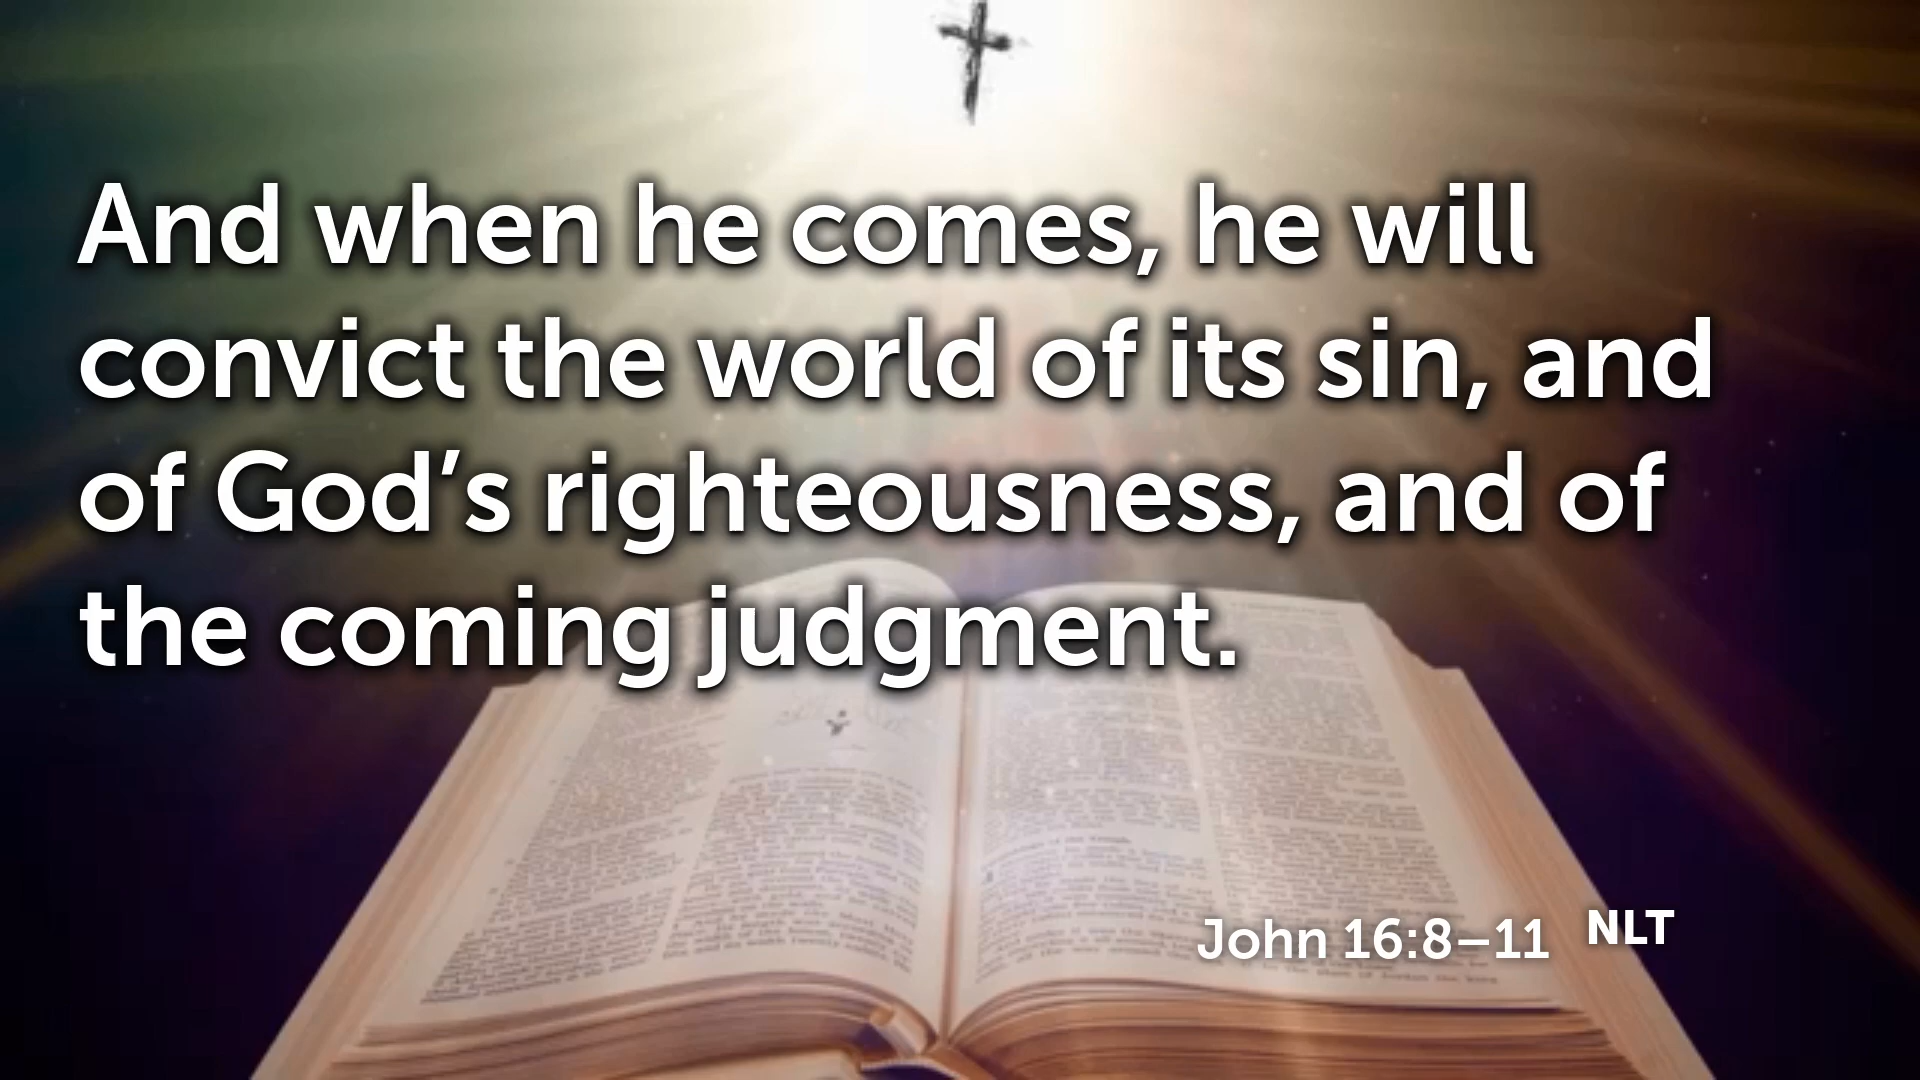 And when he comes, he will
convict the world of its sin, and
of God’s righteousness, and of
the coming judgment.
John 16:8–11 NLT